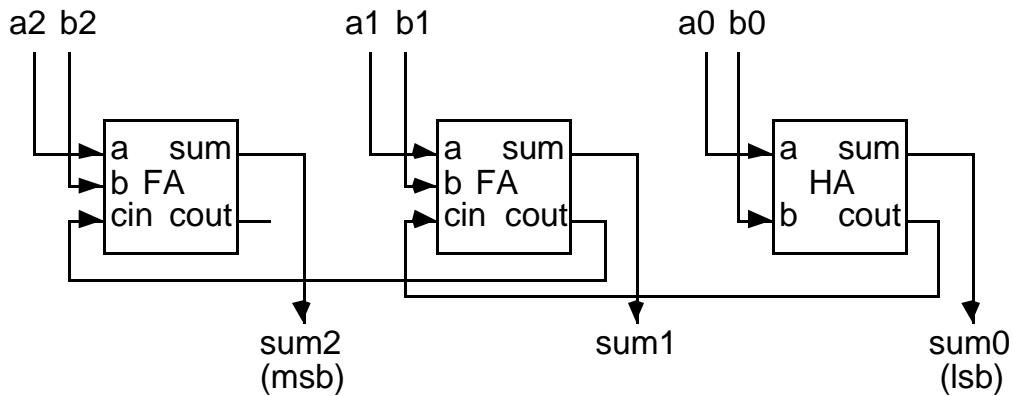 a2 b2 a1 b1 a0 b0
a sum a sum a sum
b FA b FA HA
cin cout cin cout b cout
sum2 sum1 sum0
(msb) (lsb)